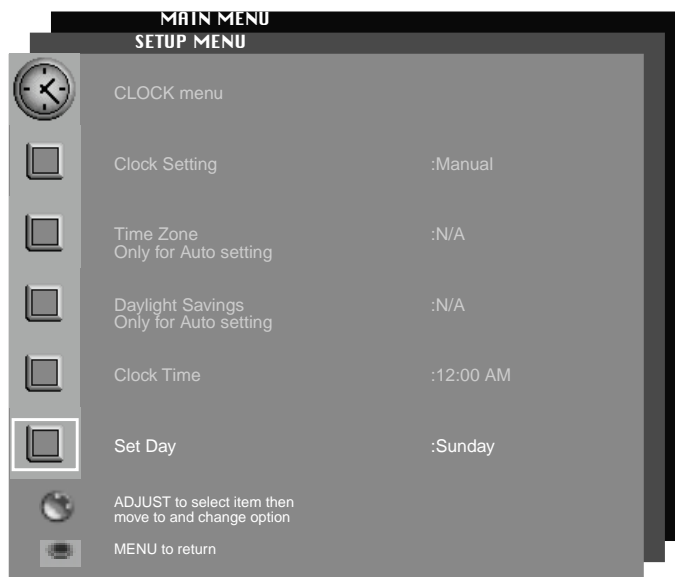 MAIN MENU
SETUP MENU
CLOCK menu
Clock Setting :Manual
Time Zone :N/A
Only for Auto setting
Daylight Savings :N/A
Only for Auto setting
Clock Time :12:00 AM
Set Day :Sunday
ADJUST to select item then
move to and change option
MENU to return